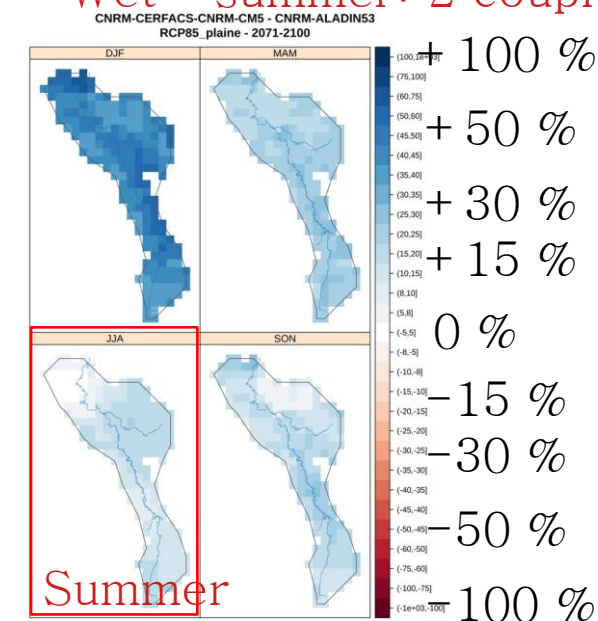 CNRM-CERFACS-CNRM-CM5 - CNRM-ALADIN53
RCP85_plaine - 2071-2100
DJF
MAM
JJA
SON
Summer
(75,100]
(60,75]
(50,60]
(45,50]
(40,45]
(35,40]
(30,35]
(25,30]
(20,25]
(15,20]
(10,15]
(8,10]
(5,8]
(-5,5]
(-8,-5]
(-10,-8]
(-15,-10]
(-20,-15]
(-25,-20]
(-30,-25]
(-35,-30]
(-40,-35]
(-45,-40]
(-50,-45]
(-60,-50]
(-75,-60]
(-100,-75]
(-1e+03,-100]
+ 100 %
+ 50 %
+ 30 %
+ 15 %
0 %
-15 %
-30 %
-50 %
-100 %